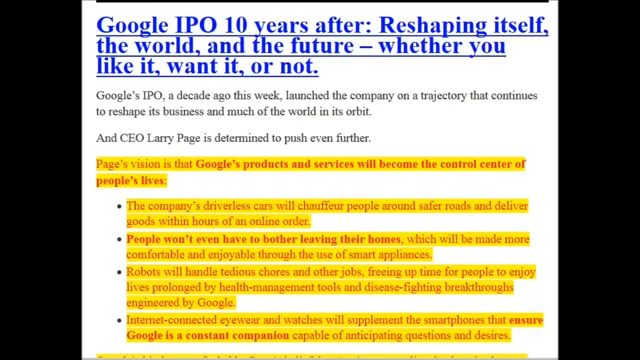 Google IPO 10 years after: Reshaping itself,
the world, and the future – whether you
like it, want it, or not.
Google's IPO, a decade ago this week, launched the company on a trajectory that continues
to reshape its business and much of the world in its orbit.
And CEO Larry Page is determined to push even further.
Page's vision is that Google's products and services will become the control center of
people's lives:
• The company's driverless cars will chauffeur people around safer roads and deliver
goods within hours of an online order.
• People won't even have to bother leaving their homes, which will be made more
comfortable and enjoyable through the use of smart appliances.
• Robots will handle tedious chores and other jobs, freeing up time for people to enjoy
lives prolonged by health-management tools and disease-fighting breakthroughs
engineered by Google.
• Internet-connected eyewear and watches will supplement the smartphones that ensure
Google is a constant companion capable of anticipating questions and desires.